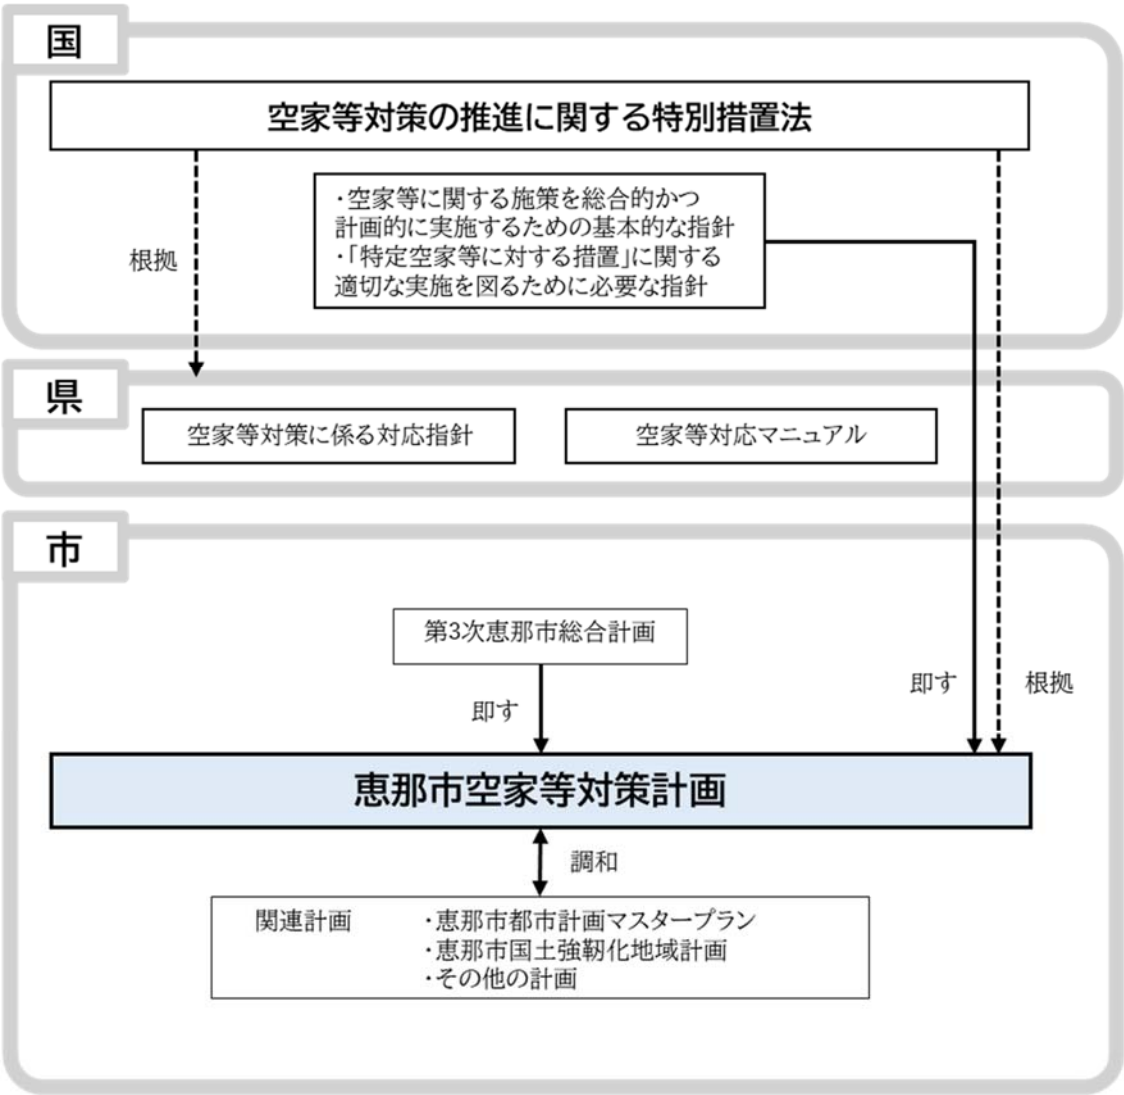 国
空家等対策の推進に関する特別措置法
・空家等に関する施策を総合的かつ
計画的に実施するための基本的な指針
・「特定空家等に対する措置」に関する
適切な実施を図るために必要な指針
根拠
県
空家等対策に係る対応指針
空家等対応マニュアル
市
第3次恵那市総合計画
即す
即す
根拠
恵那市空家等対策計画
調和
関連計画 ・恵那市都市計画マスタープラン
・恵那市国土強靭化地域計画
・その他の計画